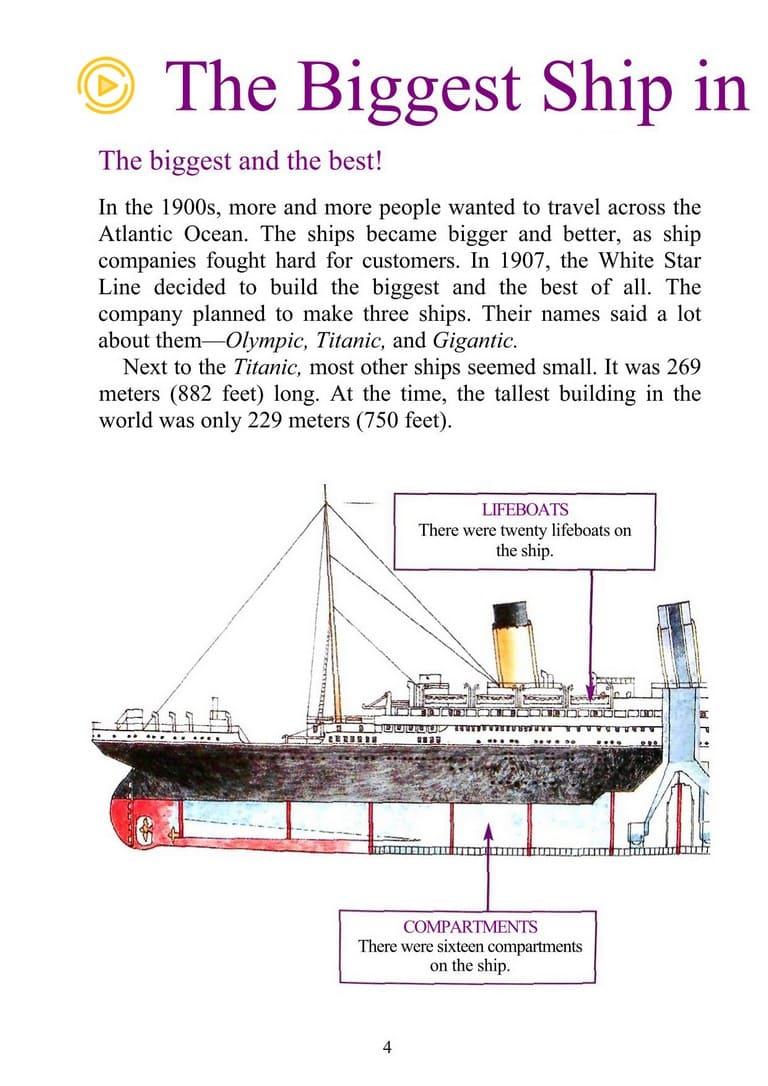 The Biggest Ship in
The biggest and the best!
In the 1900s, more and more people wanted to travel across the
Atlantic Ocean. The ships became bigger and better, as ship
companies fought hard for customers. In 1907, the White Star
Line decided to build the biggest and the best of all. The
company planned to make three ships. Their names said a lot
about them—Olympic, Titanic, and Gigantic.
Next to the Titanic, most other ships seemed small. It was 269
meters (882 feet) long. At the time, the tallest building in the
world was only 229 meters (750 feet).
LIFEBOATS
There were twenty lifeboats on
the ship.
COMPARTMENTS
There were sixteen compartments
on the ship.
4